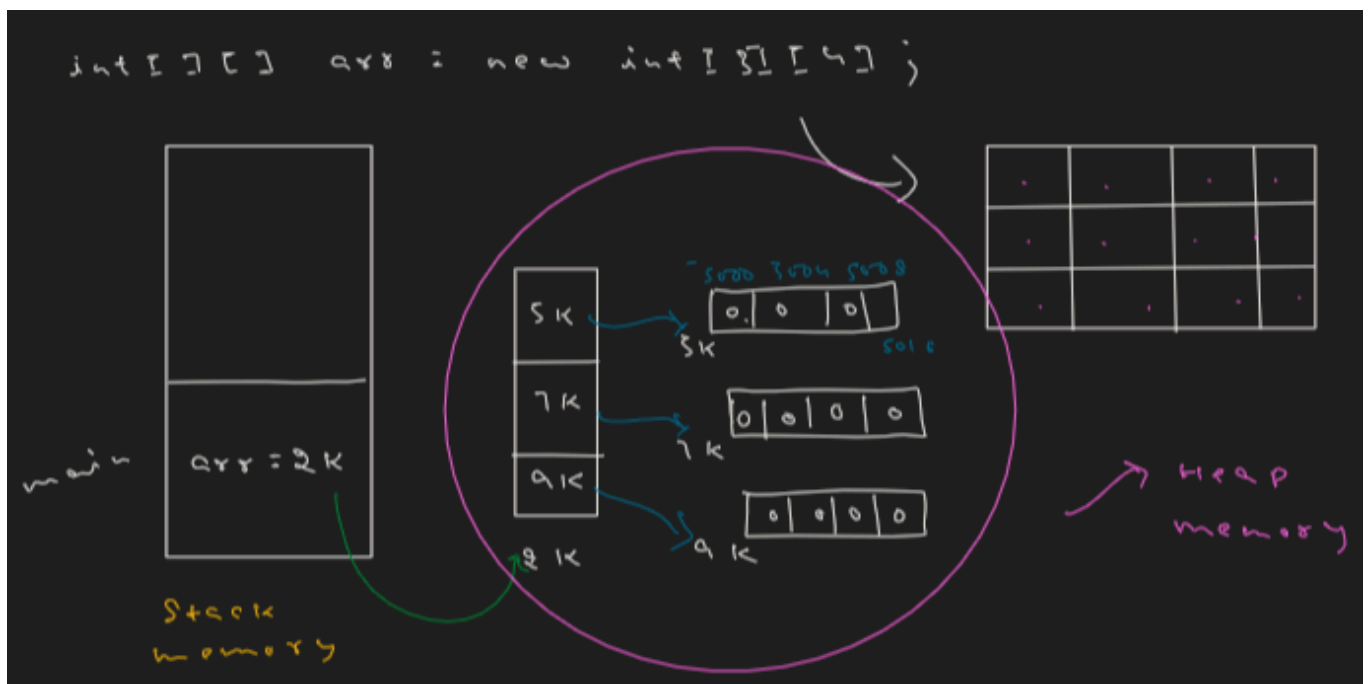 int[][] arr = new int[3][4];
5000 5004 5008
5K
0 0 0
5K
5012
7K
0 0 0 0
7K
main
arr = 2K
9K
0 0 0 0
9K
2K
Heap
memory
Stack
memory